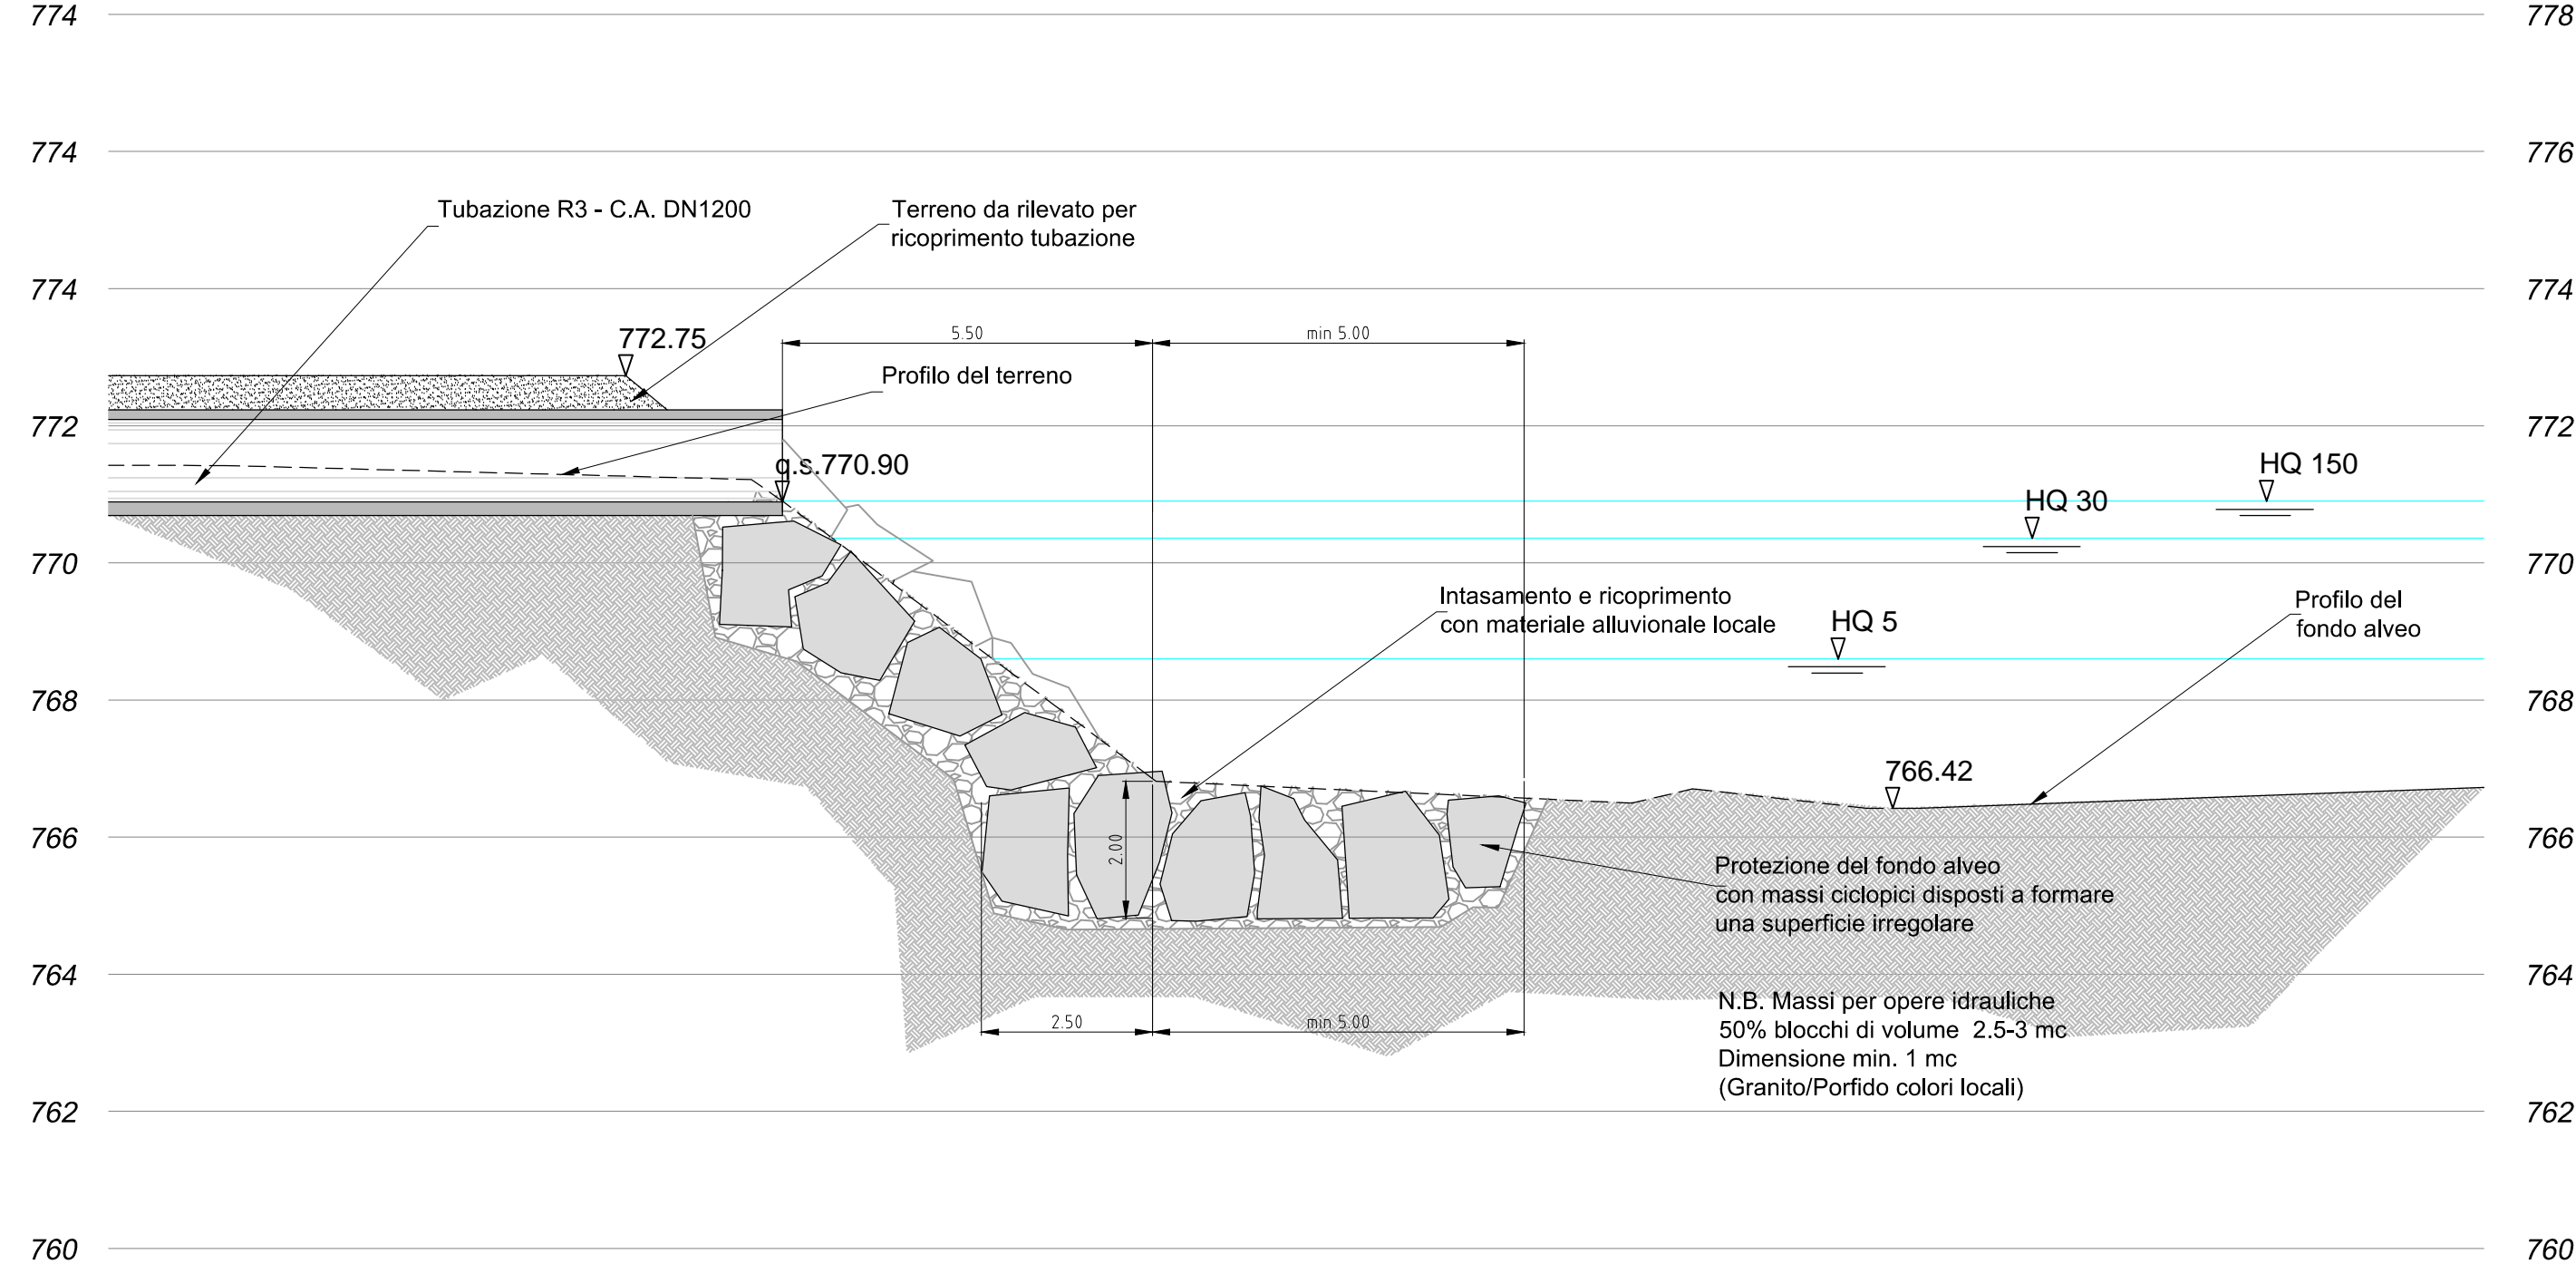 774
778
774
776
Tubazione R3 - C.A. DN1200
Terreno da rilevato per
ricoprimento tubazione
774
774
772.75
5.50
min 5.00
Profilo del terreno
772
772
q.s.770.90
HQ 150
HQ 30
770
770
Intasamento e ricoprimento
con materiale alluvionale locale
HQ 5
Profilo del
fondo alveo
768
768
766.42
766
2.00
766
Protezione del fondo alveo
con massi ciclopici disposti a formare
una superficie irregolare
764
764
N.B. Massi per opere idrauliche
50% blocchi di volume 2.5-3 mc
Dimensione min. 1 mc
(Granito/Porfido colori locali)
2.50
min 5.00
762
762
760
760